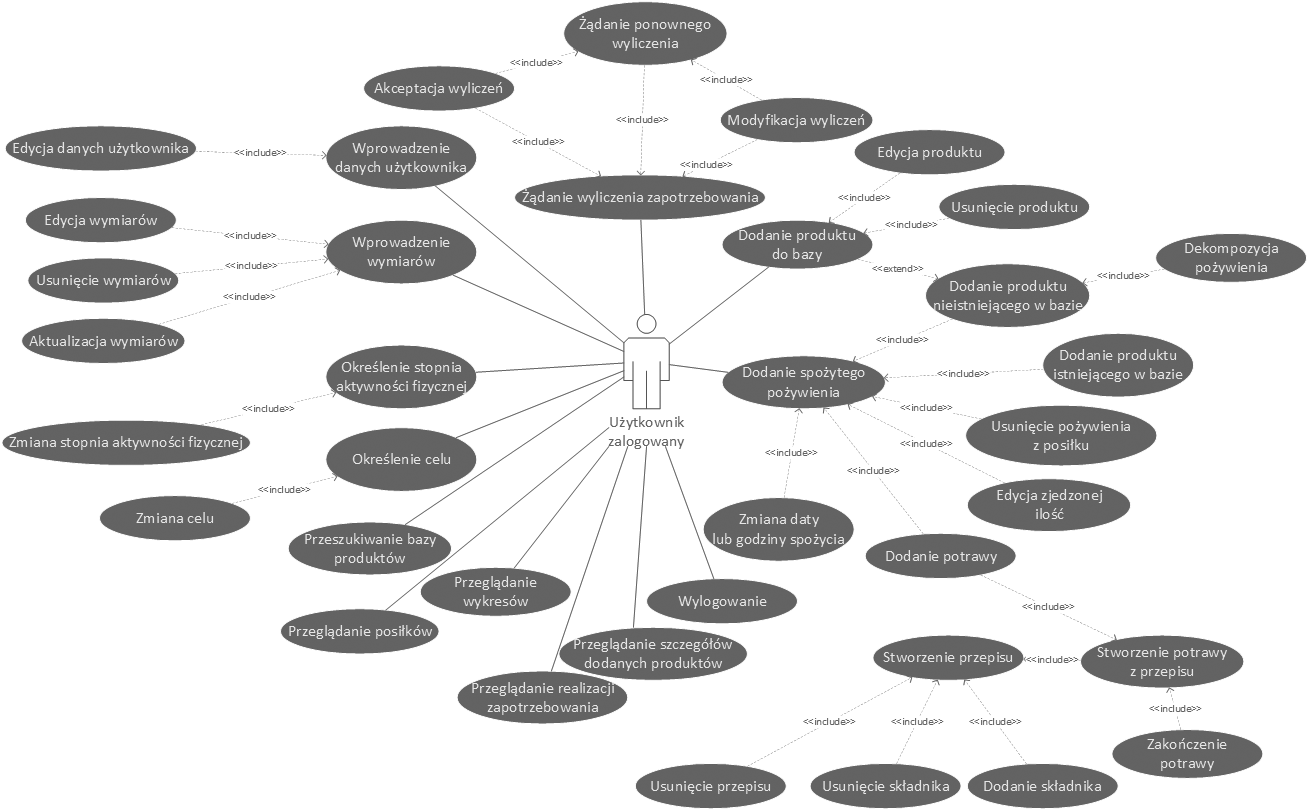 Żądanie ponownego
wyliczenia
<<include>>
Akceptacja wyliczeń
<<include>>
Modyfikacja wyliczeń
<<include>>
<<include>>
<<include>>
Żądanie wyliczenia zapotrzebowania
Edycja danych użytkownika
<<include>>
Wprowadzenie
danych użytkownika
Edycja wymiarów
<<include>>
Usunięcie wymiarów
<<include>>
Aktualizacja wymiarów
<<include>>
Wprowadzenie
wymiarów
Edycja produktu
<<include>>
Usunięcie produktu
<<include>>
Dodanie produktu
do bazy
<<extend>>
Dodanie produktu
nieistniejącego w bazie
<<include>>
Dekompozycja
pożywienia
<<include>>
Określenie stopnia
aktywności fizycznej
<<include>>
Zmiana stopnia aktywności fizycznej
Określenie celu
<<include>>
Zmiana celu
Użytkownik
zalogowany
Dodanie spożytego
pożywienia
<<include>>
Dodanie produktu
istniejącego w bazie
<<include>>
Usunięcie pożywienia
z posiłku
<<include>>
Edycja zjedzonej
ilość
<<include>>
Zmiana daty
lub godziny spożycia
<<include>>
Dodanie potrawy
<<include>>
Przeszukiwanie bazy
produktów
Przeglądanie
wykresów
Przeglądanie posiłków
Wylogowanie
Przeglądanie szczegółów
dodanych produktów
Przeglądanie realizacji
zapotrzebowania
Stworzenie przepisu
<<include>>
Stworzenie potrawy
z przepisu
<<include>>
<<include>>
<<include>>
<<include>>
Zakończenie
potrawy
Usunięcie przepisu
Usunięcie składnika
Dodanie składnika